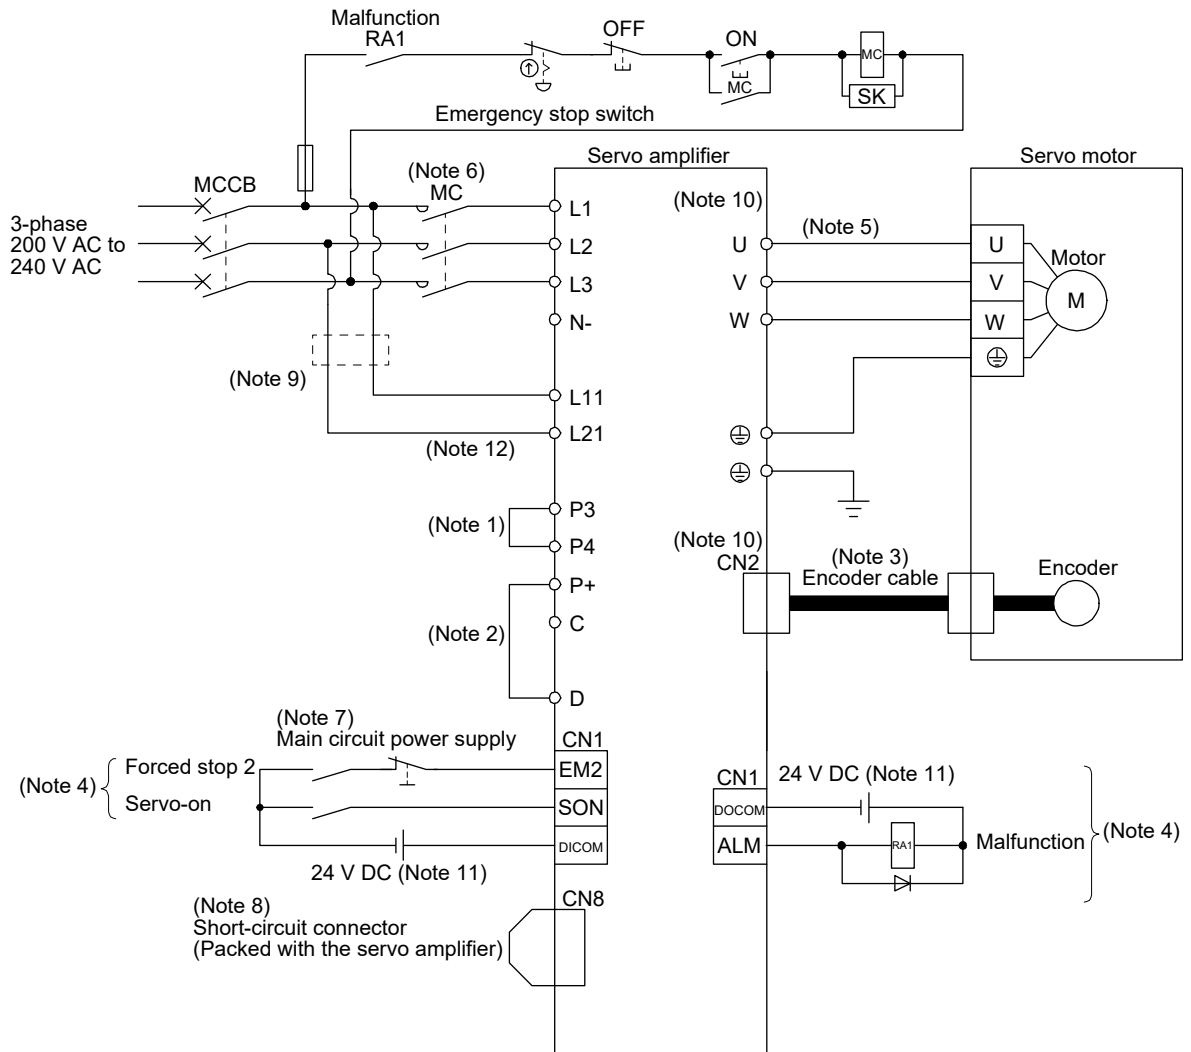 Malfunction
RA1
OFF
ON
MC
MC
SK
Emergency stop switch
Servo amplifier
Servo motor
MCCB
(Note 6)
MC
3-phase
200 V AC to
240 V AC
L1
L2
L3
N-
(Note 10)
U
V
W
(Note 5)
U
V
W
Motor
M
(Note 9)
L11
L21
(Note 12)
(Note 1)
P3
P4
(Note 10)
CN2
(Note 3)
Encoder cable
Encoder
(Note 2)
P+
C
D
(Note 7)
Main circuit power supply
CN1
(Note 4)
Forced stop 2
Servo-on
EM2
SON
DICOM
24 V DC (Note 11)
CN1
24 V DC (Note 11)
DOCOM
ALM
RA1
Malfunction
(Note 4)
(Note 8)
Short-circuit connector
(Packed with the servo amplifier)
CN8